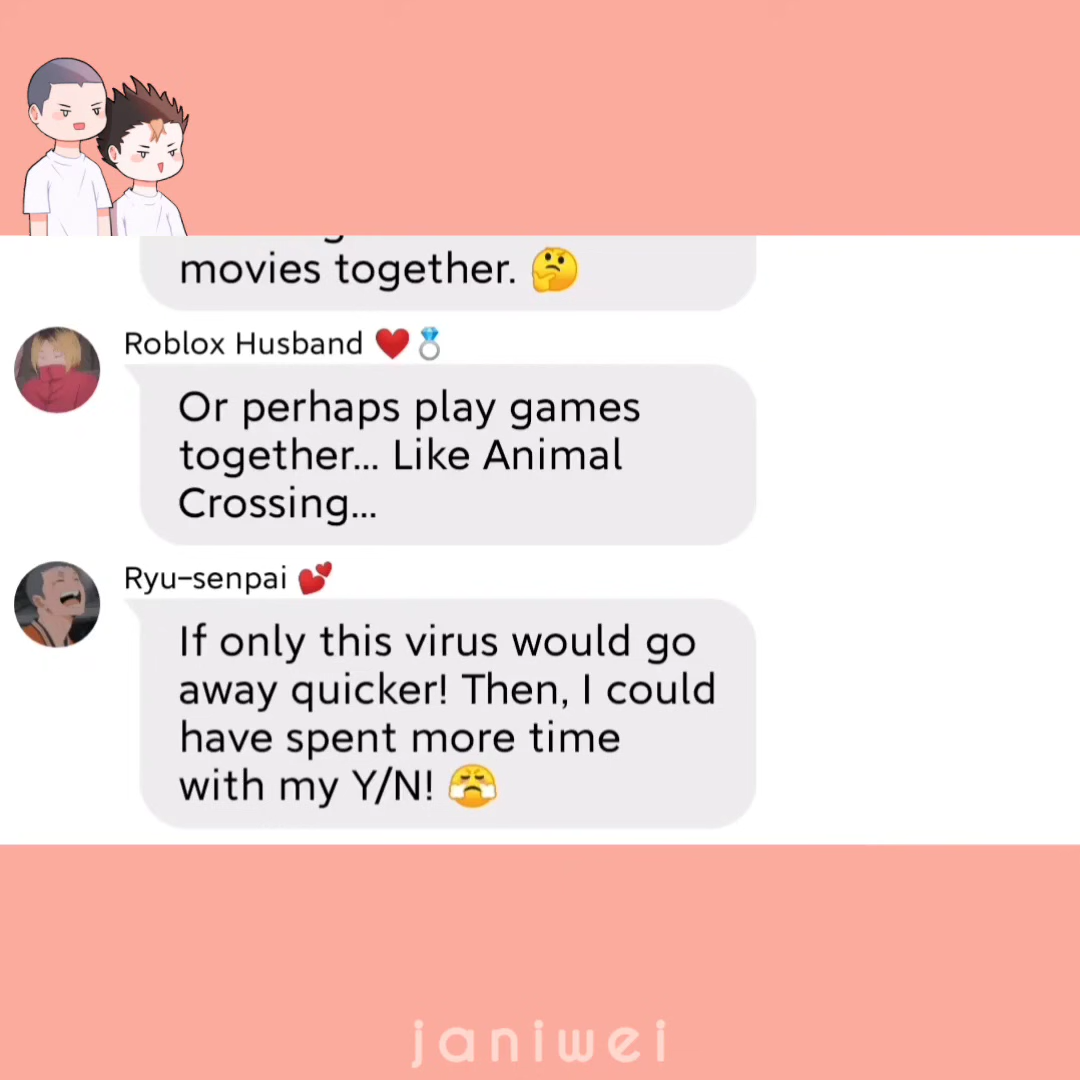 movies together. 🤔
Roblox Husband ❤️💍
Or perhaps play games
together... Like Animal
Crossing...
Ryu-senpai 💕
If only this virus would go
away quicker! Then, I could
have spent more time
with my Y/N! 😤
janiwei